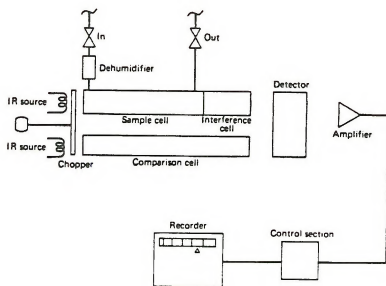 In
Out
Dehumidifier
IR source
Sample cell
Interference
cell
Detector
Amplifier
IR source
Chopper
Comparison cell
Recorder
Control section